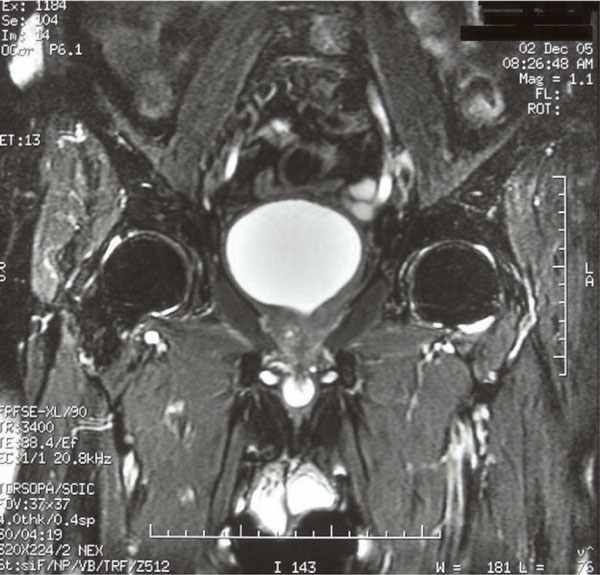 Ex: 1184
Se: 104
Im: 14
OCor P6.1
02 Dec 05
08:26:48 AM
Mag = 1.1
FL:
ROT:
ET:13
R
P
L
A
FRFSE-XL/90
TR:3400
TE:88.4/Ef
EC:1/1 20.8kHz
TORSOPA/SCIC
FOV:37x37
4.0thk/0.4sp
30/04:19
320X224/2 NEX
St:siF/NP/VB/TRF/Z512
I 143
W = 181 L = 76